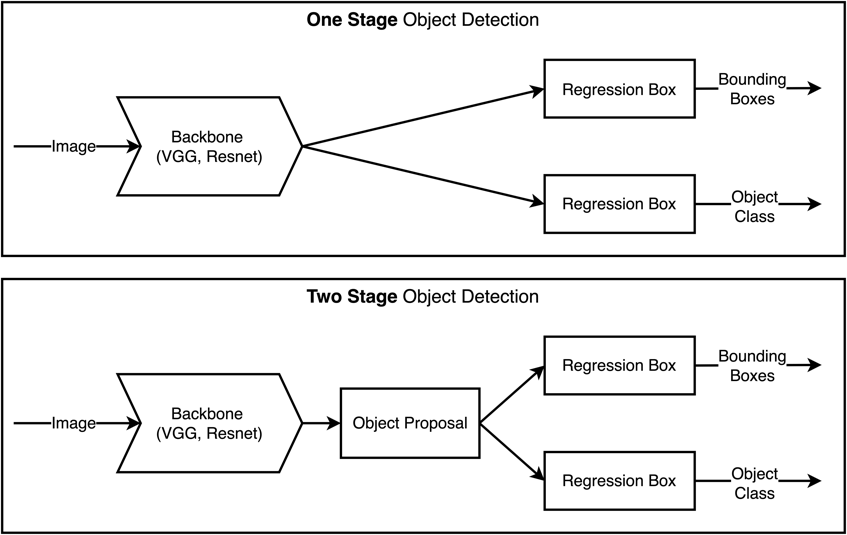 One Stage Object Detection
Image
Backbone
(VGG, Resnet)
Regression Box
Bounding
Boxes
Regression Box
Object
Class
Two Stage Object Detection
Image
Backbone
(VGG, Resnet)
Object Proposal
Regression Box
Bounding
Boxes
Regression Box
Object
Class